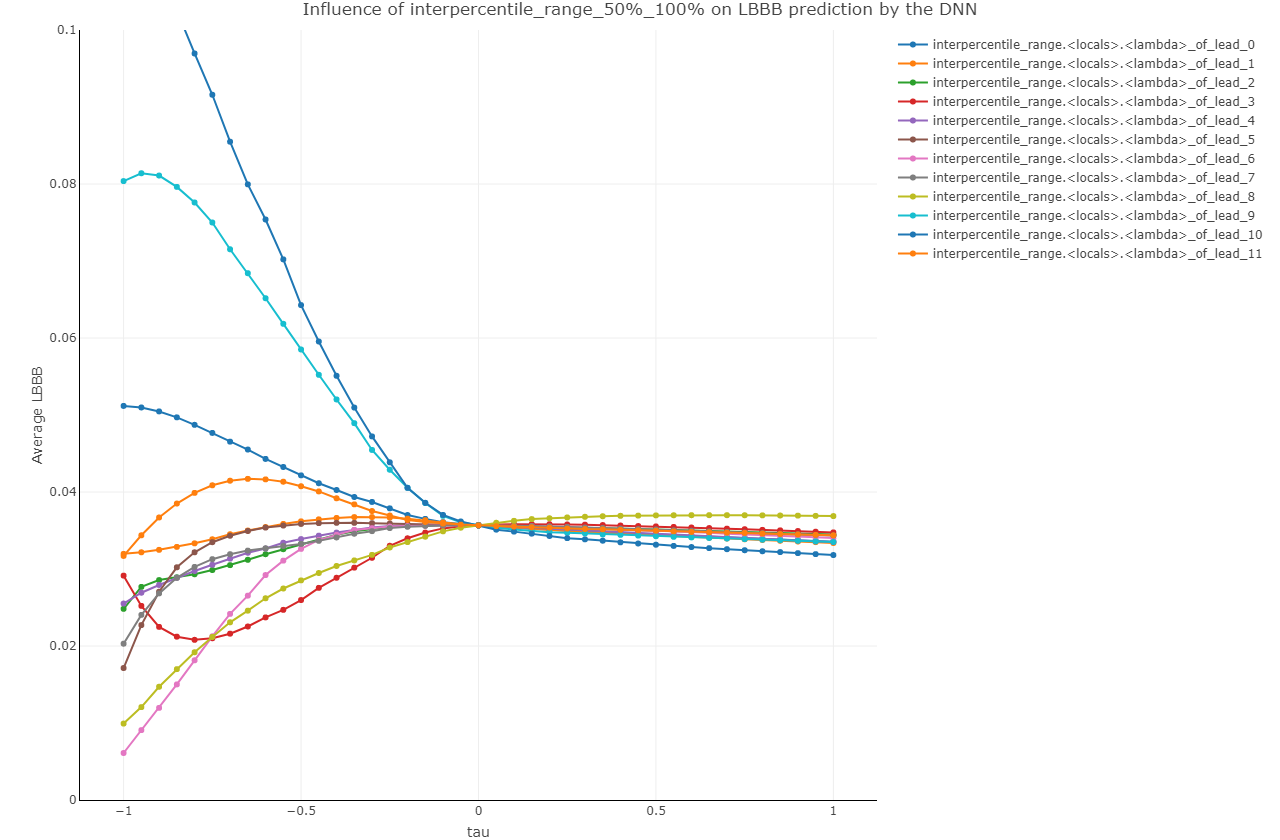 Influence of interpercentile_range_50%_100% on LBBB prediction by the DNN
0.1
0.08
0.06
0.04
0.02
0
Average LBBB
−1
−0.5
0
0.5
1
tau
interpercentile_range.<locals>.<lambda>_of_lead_0
interpercentile_range.<locals>.<lambda>_of_lead_1
interpercentile_range.<locals>.<lambda>_of_lead_2
interpercentile_range.<locals>.<lambda>_of_lead_3
interpercentile_range.<locals>.<lambda>_of_lead_4
interpercentile_range.<locals>.<lambda>_of_lead_5
interpercentile_range.<locals>.<lambda>_of_lead_6
interpercentile_range.<locals>.<lambda>_of_lead_7
interpercentile_range.<locals>.<lambda>_of_lead_8
interpercentile_range.<locals>.<lambda>_of_lead_9
interpercentile_range.<locals>.<lambda>_of_lead_10
interpercentile_range.<locals>.<lambda>_of_lead_11